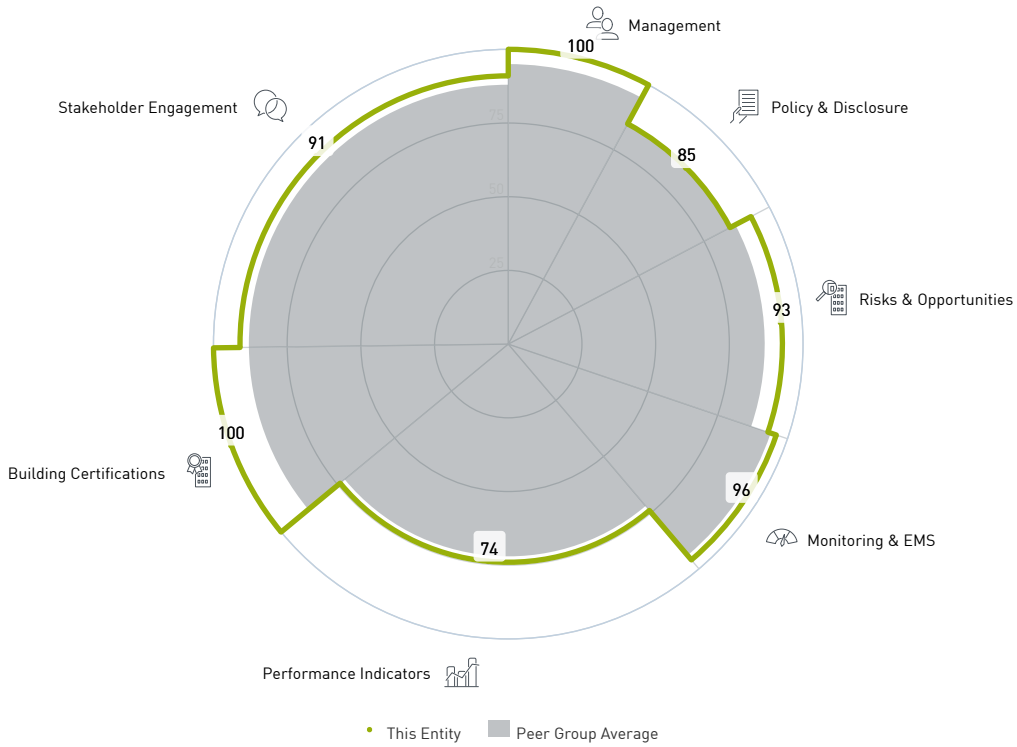 Management
100
Stakeholder Engagement
Policy & Disclosure
75
91
85
50
25
Risks & Opportunities
93
100
Building Certifications
96
Monitoring & EMS
74
Performance Indicators
This Entity
Peer Group Average